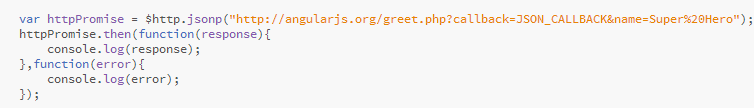 var httpPromise = $http.jsonp("http://angularjs.org/greet.php?callback=JSON_CALLBACK&name=Super%20Hero");
httpPromise.then(function(response){
    console.log(response);
},function(error){
    console.log(error);
});